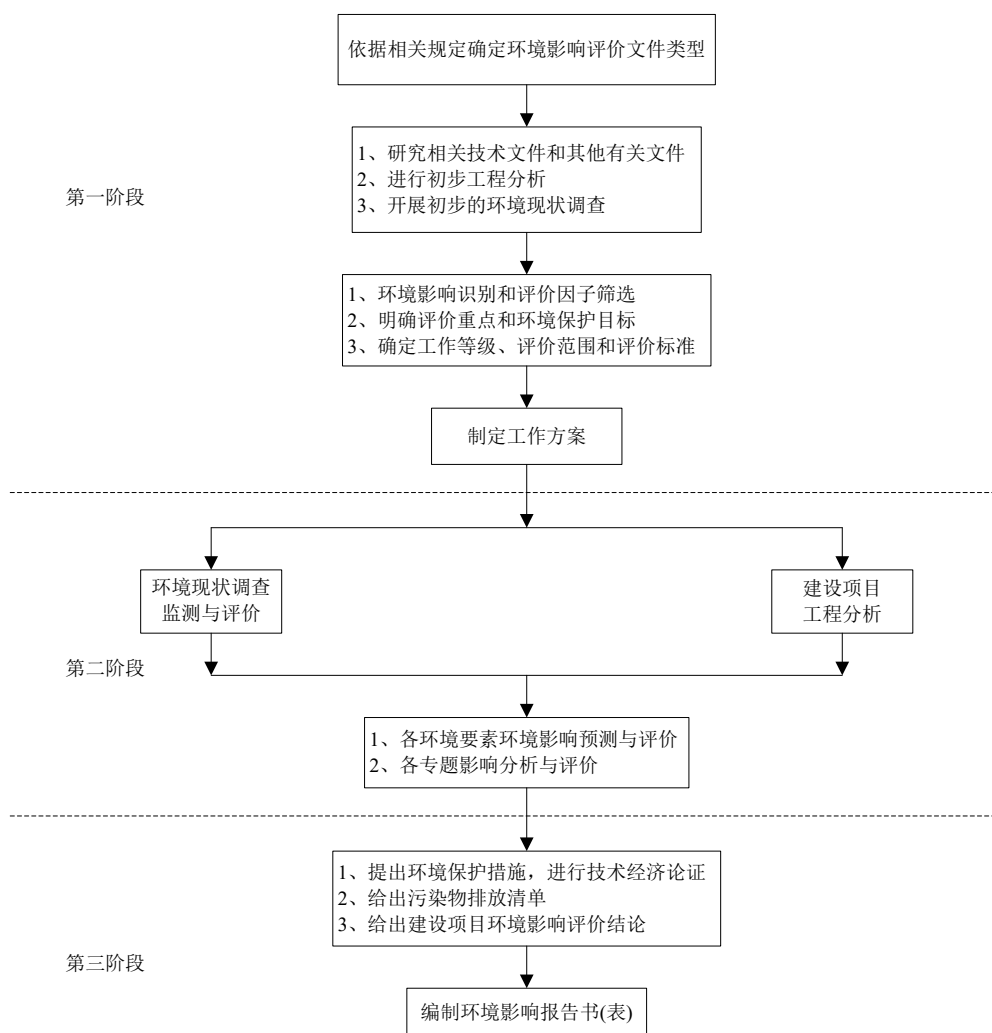 依据相关规定确定环境影响评价文件类型
1、研究相关技术文件和其他有关文件
2、进行初步工程分析
3、开展初步的环境现状调查
第一阶段
1、环境影响识别和评价因子筛选
2、明确评价重点和环境保护目标
3、确定工作等级、评价范围和评价标准
制定工作方案
环境现状调查
监测与评价
建设项目
工程分析
第二阶段
1、各环境要素环境影响预测与评价
2、各专题影响分析与评价
1、提出环境保护措施，进行技术经济论证
2、给出污染物排放清单
3、给出建设项目环境影响评价结论
第三阶段
编制环境影响报告书(表)